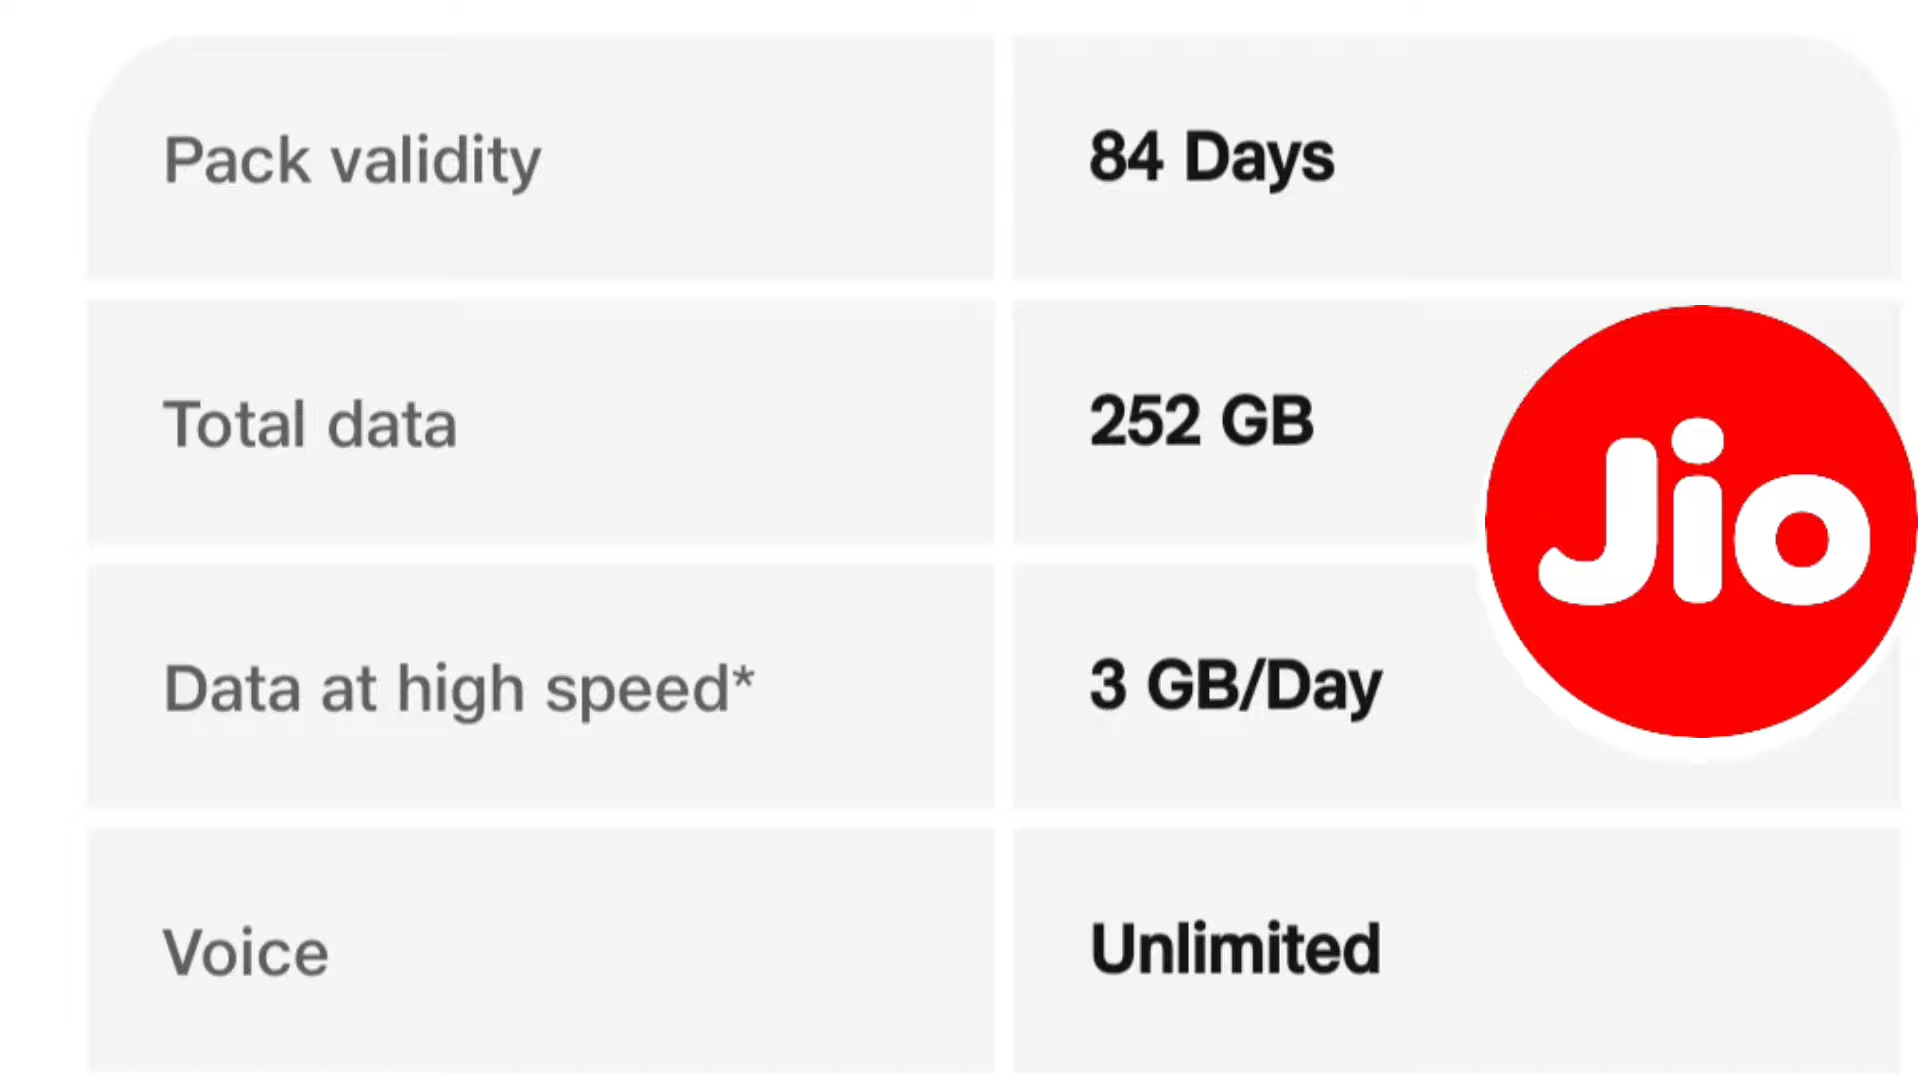 Pack validity
84 Days
Total data
252 GB
Jio
Data at high speed*
3 GB/Day
Voice
Unlimited